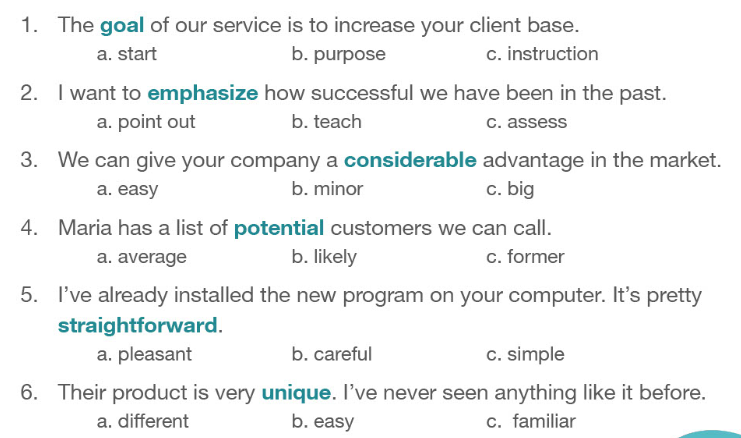 1. The goal of our service is to increase your client base.
a. start b. purpose c. instruction
2. I want to emphasize how successful we have been in the past.
a. point out b. teach c. assess
3. We can give your company a considerable advantage in the market.
a. easy b. minor c. big
4. Maria has a list of potential customers we can call.
a. average b. likely c. former
5. I’ve already installed the new program on your computer. It’s pretty
straightforward.
a. pleasant b. careful c. simple
6. Their product is very unique. I’ve never seen anything like it before.
a. different b. easy c. familiar